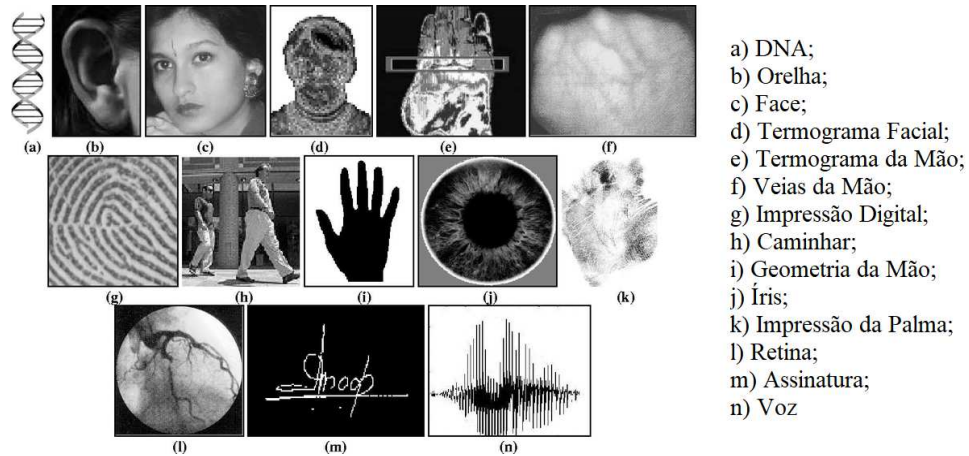 (a) (b) (c) (d) (e) (f)
(g) (h) (i) (j) (k)
(l) (m) (n)
a) DNA;
b) Orelha;
c) Face;
d) Termograma Facial;
e) Termograma da Mão;
f) Veias da Mão;
g) Impressão Digital;
h) Caminhar;
i) Geometria da Mão;
j) Íris;
k) Impressão da Palma;
l) Retina;
m) Assinatura;
n) Voz